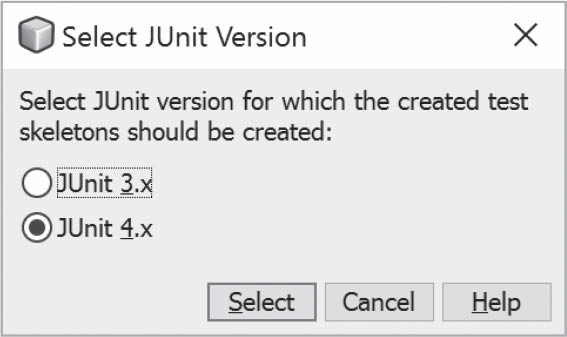 Select JUnit Version
Select JUnit version for which the created test
skeletons should be created:
JUnit 3.x
JUnit 4.x
Select Cancel Help